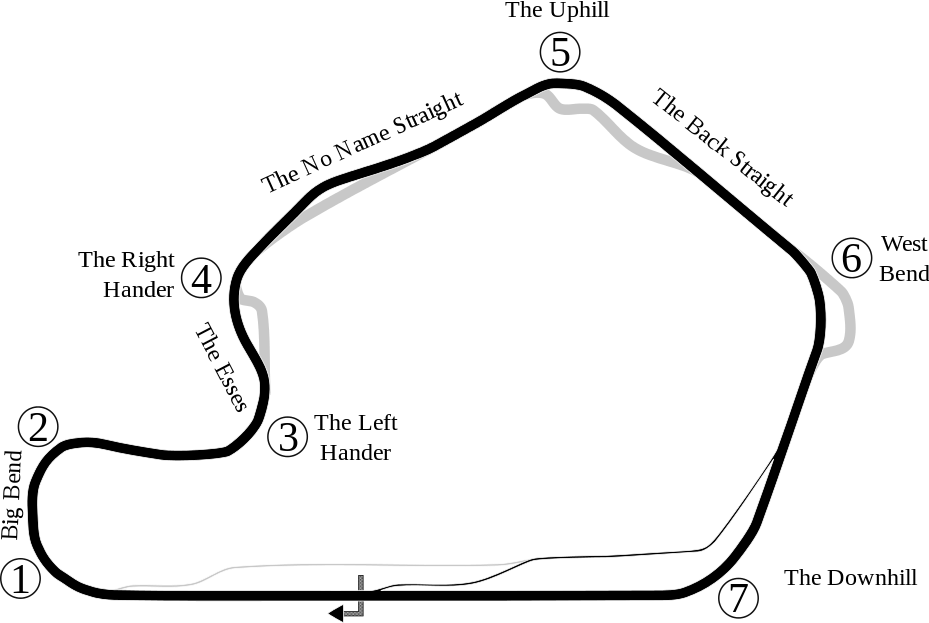 The Uphill
5
The No Name Straight
The Back Straight
West
Bend
6
The Right
Hander
4
The Esses
The Left
Hander
3
2
Big Bend
1
The Downhill
7